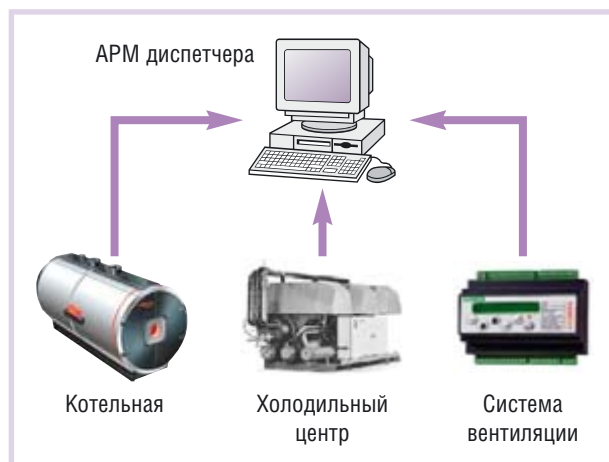 АРМ диспетчера
Котельная
Холодильный
центр
Система
вентиляции